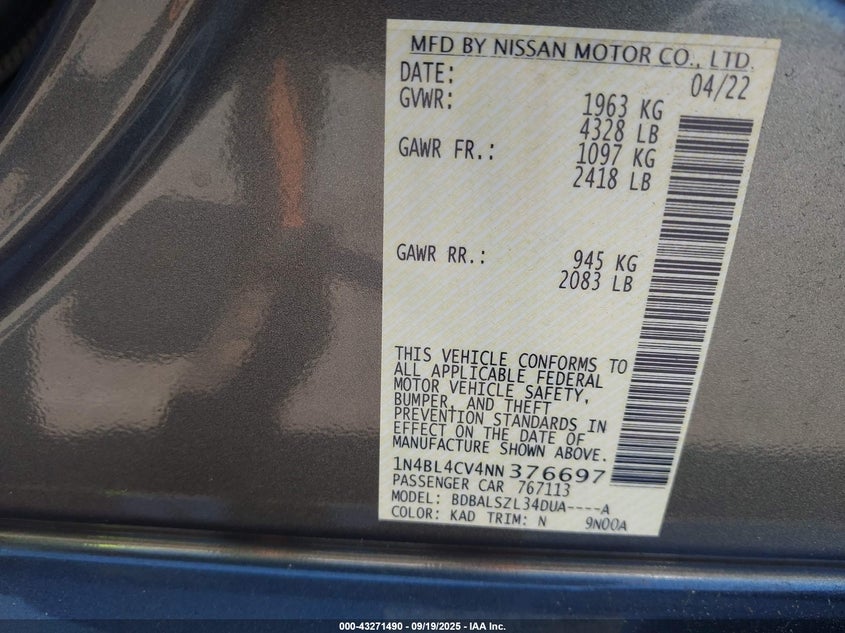 MFD BY NISSAN MOTOR CO., LTD.
DATE: 04/22
GVWR: 1963 KG
4328 LB
GAWR FR.: 1097 KG
2418 LB
GAWR RR.: 945 KG
2083 LB
THIS VEHICLE CONFORMS TO
ALL APPLICABLE FEDERAL
MOTOR VEHICLE SAFETY,
BUMPER, AND THEFT
PREVENTION STANDARDS IN
EFFECT ON THE DATE OF
MANUFACTURE SHOWN ABOVE.
1N4BL4CV4NN376697
PASSENGER CAR 767113
MODEL: BDBALSZL34DUA----A
COLOR: KAD TRIM: N 9N00A
000-43271490 - 09/19/2025 - IAA Inc.